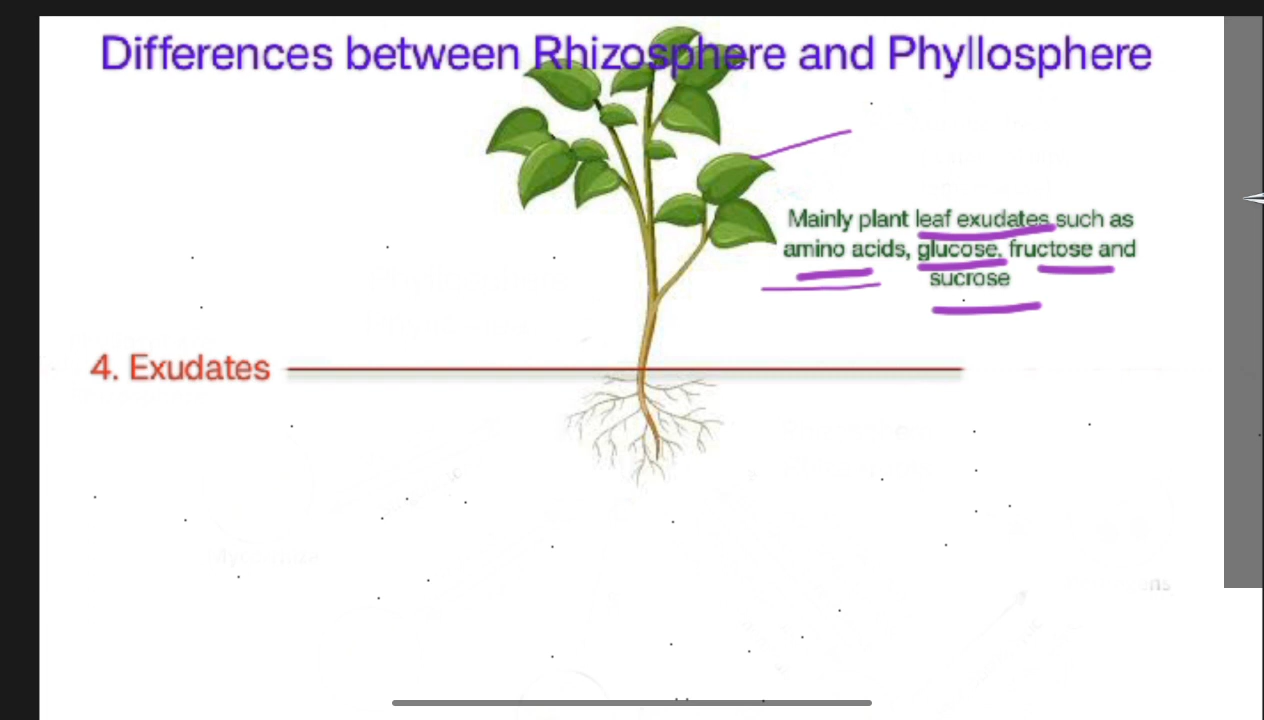 Differences between Rhizosphere and Phyllosphere
Mainly plant leaf exudates such as
amino acids, glucose, fructose and
sucrose
4. Exudates